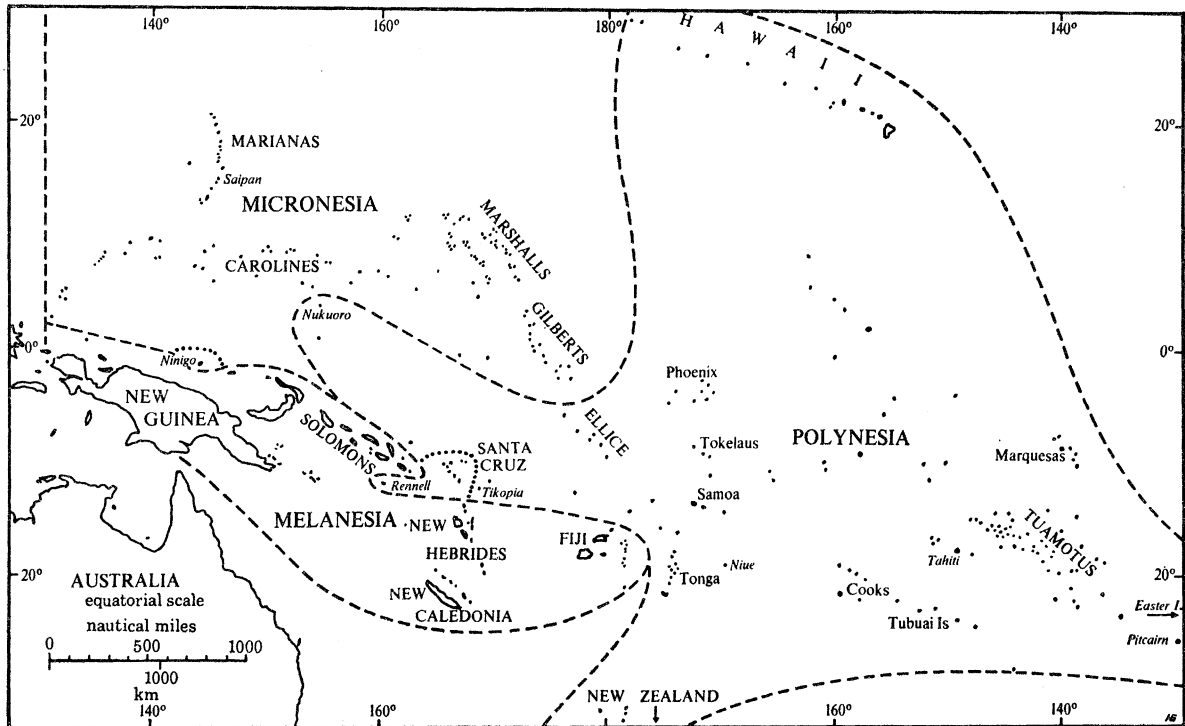 140° 160° 180° 160° 140°
HAWAII
20° 20°
MARIANAS
Saipan
MICRONESIA
MARSHALLS
CAROLINES
Nukuoro
GILBERTS
0° 0°
Ninigo
Phoenix
NEW
GUINEA
SOLOMONS
ELLICE
Tokelaus
POLYNESIA
SANTA
CRUZ
Marquesas
Rennell
Tikopia
Samoa
MELANESIA
NEW
HEBRIDES
FIJI
TUAMOTUS
Tahiti
Niue
Tonga
20° 20°
AUSTRALIA
NEW
CALEDONIA
Cooks
Tubuai Is
Easter I.
Pitcairn
equatorial scale
nautical miles
0 500 1000
1000
km
NEW ZEALAND
140° 160° 180° 160° 140°